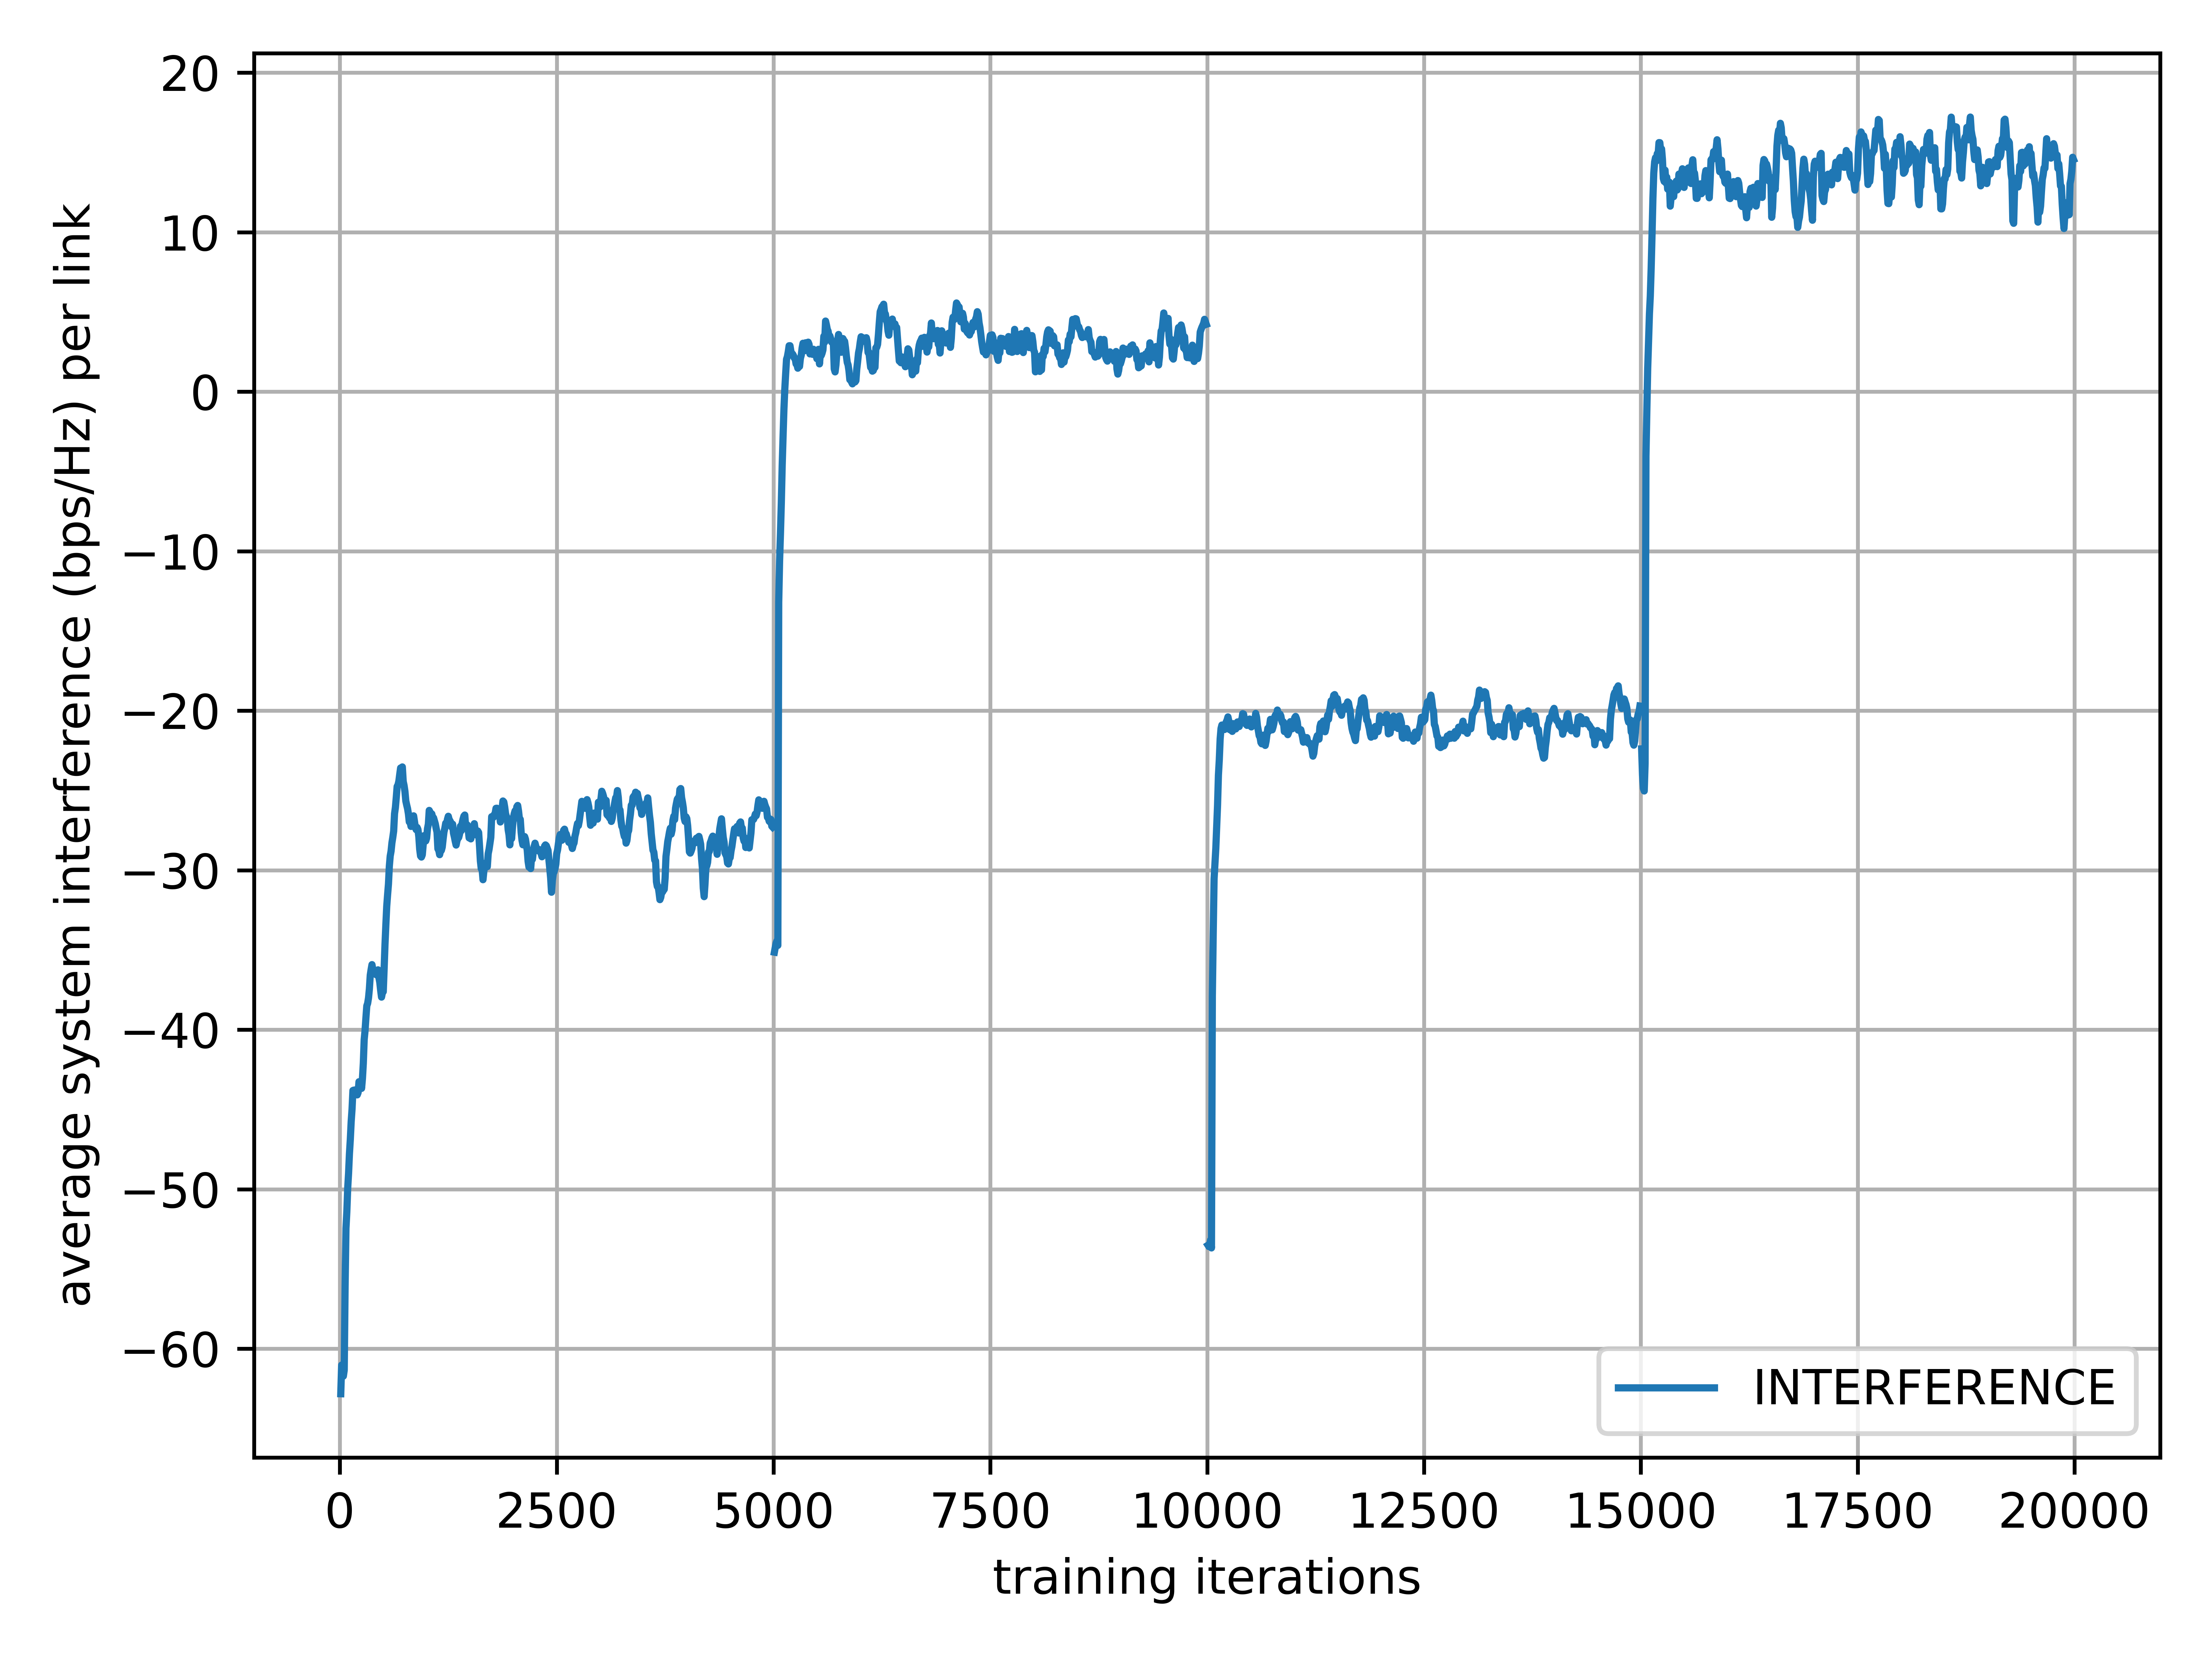 average system interference (bps/Hz) per link
20
10
0
−10
−20
−30
−40
−50
−60
INTERFERENCE
0 2500 5000 7500 10000 12500 15000 17500 20000
training iterations